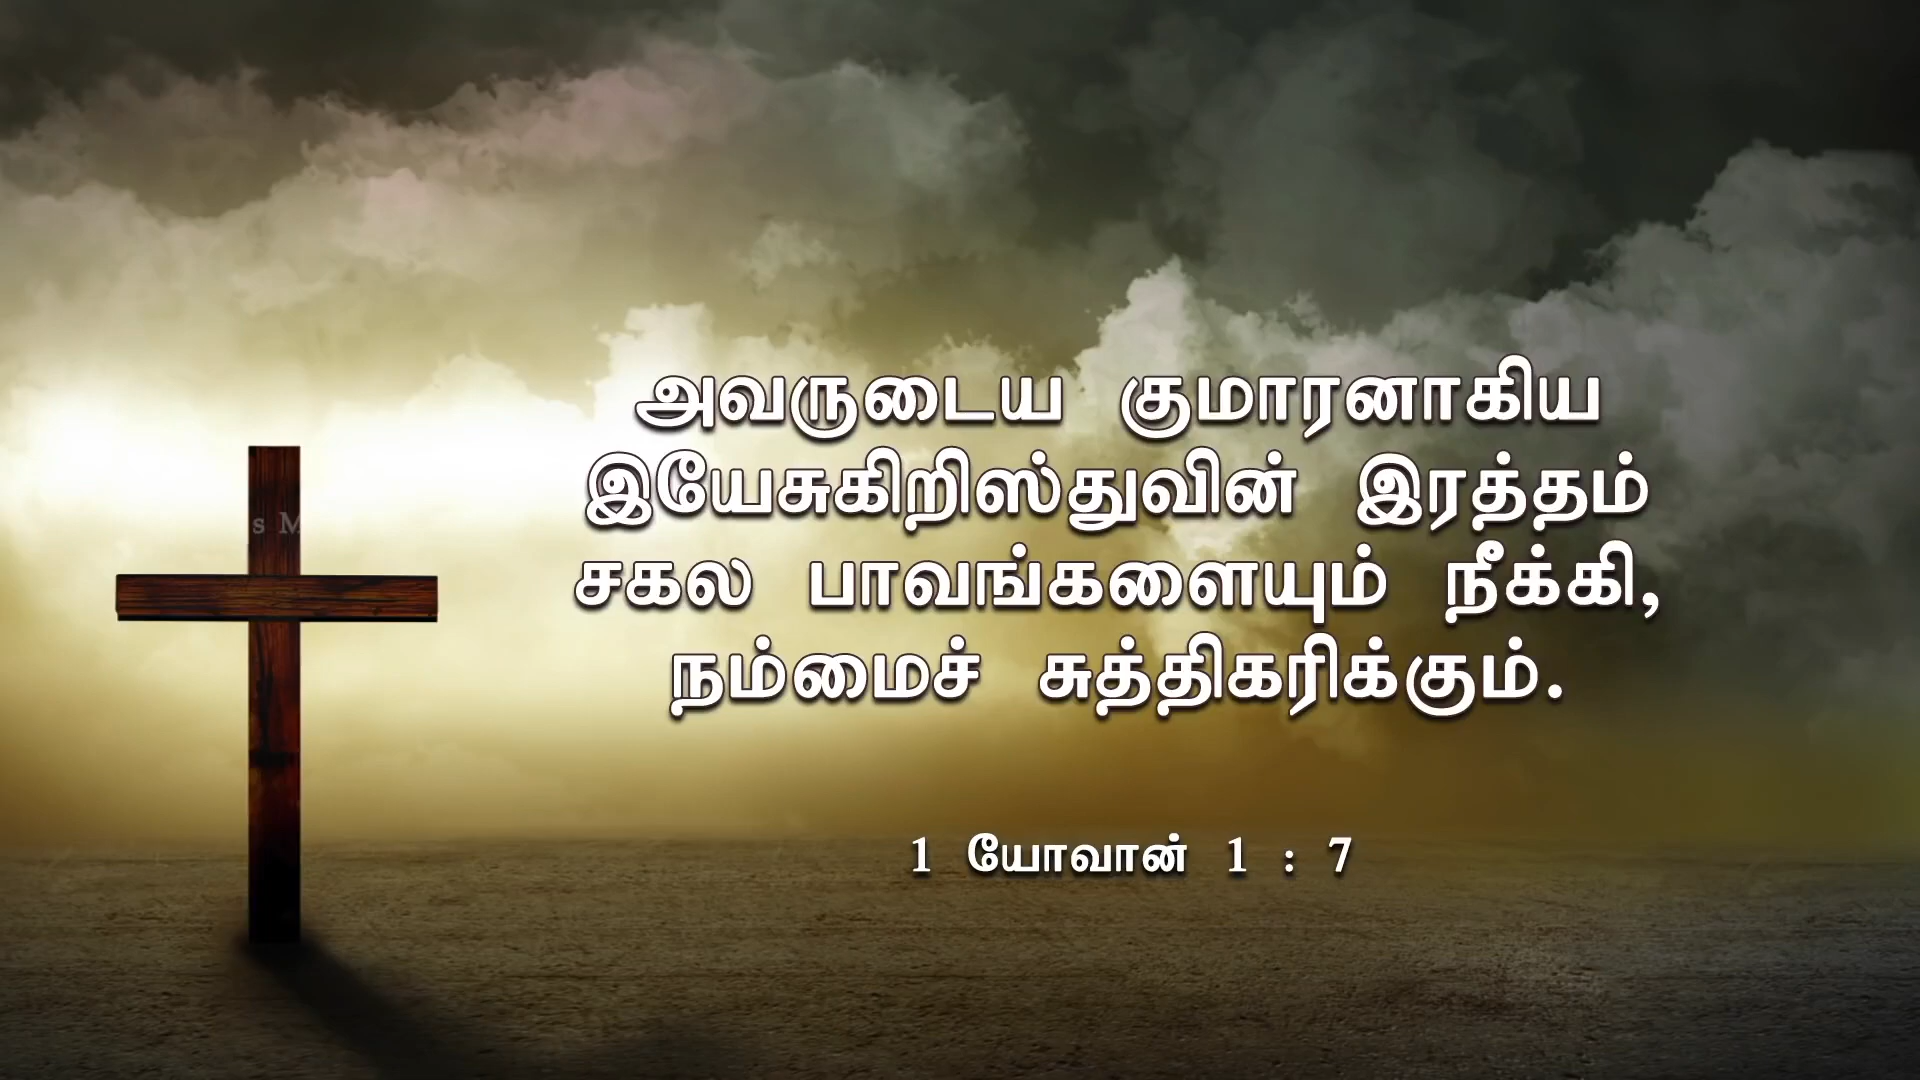 அவருடைய குமாரனாகிய
இயேசுகிறிஸ்துவின் இரத்தம்
சகல பாவங்களையும் நீக்கி,
நம்மைச் சுத்திகரிக்கும்.
1 யோவான் 1 : 7